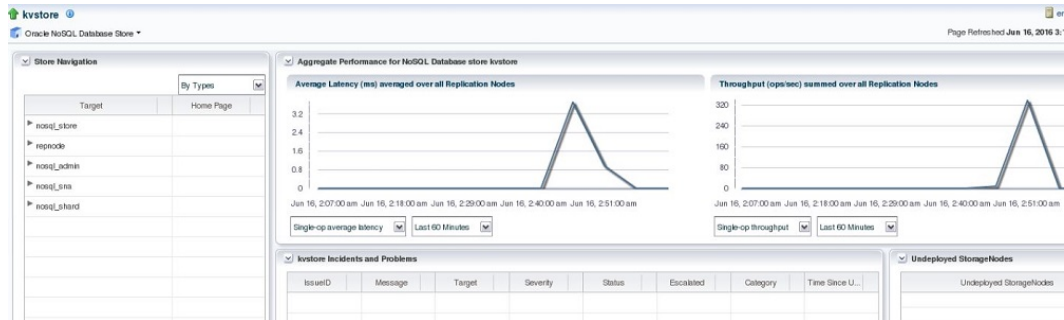 kvstore
Oracle NoSQL Database Store
Page Refreshed Jun 16, 2016
Store Navigation
By Types
Target Home Page
nosql_store
repnode
nosql_admin
nosql_sna
nosql_shard
Aggregate Performance for NoSQL Database store kvstore
Average Latency (ms) averaged over all Replication Nodes
3.2
2.4
1.6
0.8
0
Jun 16, 2:07:00 am Jun 16, 2:18:00 am Jun 16, 2:29:00 am Jun 16, 2:40:00 am Jun 16, 2:51:00 am
Single-op average latency Last 60 Minutes
Throughput (ops/sec) summed over all Replication Nodes
320
240
160
80
0
Jun 16, 2:07:00 am Jun 16, 2:18:00 am Jun 16, 2:29:00 am Jun 16, 2:40:00 am Jun 16, 2:51:00 am
Single-op throughput Last 60 Minutes
kvstore Incidents and Problems
IssueID Message Target Severity Status Escalated Category Time Since U...
Undeployed StorageNodes
Undeployed StorageNodes